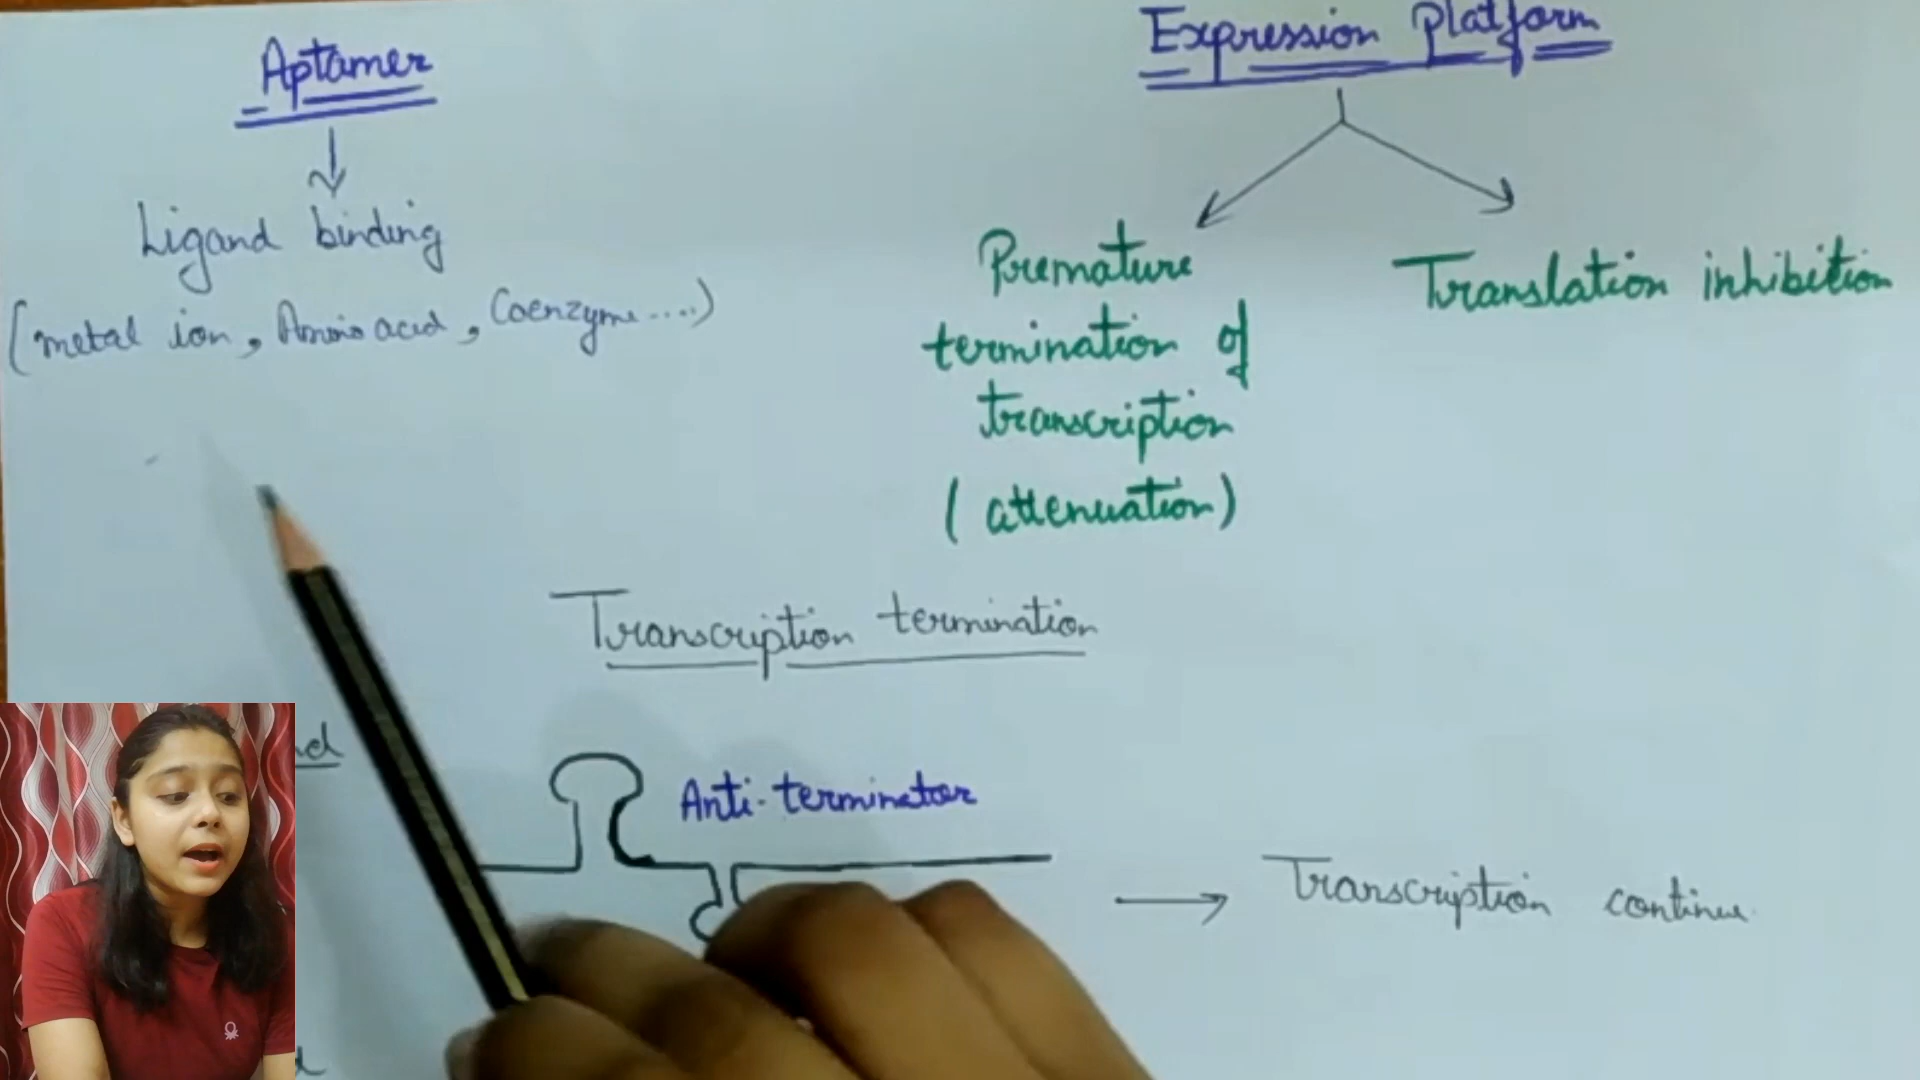 Aptamer
Ligand binding
(metal ion, Amino acid, Coenzyme....)
Expression Platform
Premature
termination of
transcription
(attenuation)
Translation inhibition
Transcription termination
Anti-terminator
Transcription continue